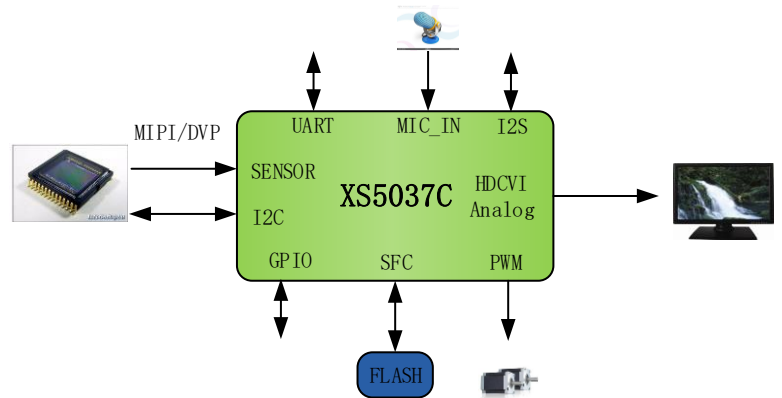 MIPI/DVP
UART
MIC_IN
I2S
SENSOR
I2C
XS5037C
HDCVI
Analog
GPIO
SFC
PWM
FLASH